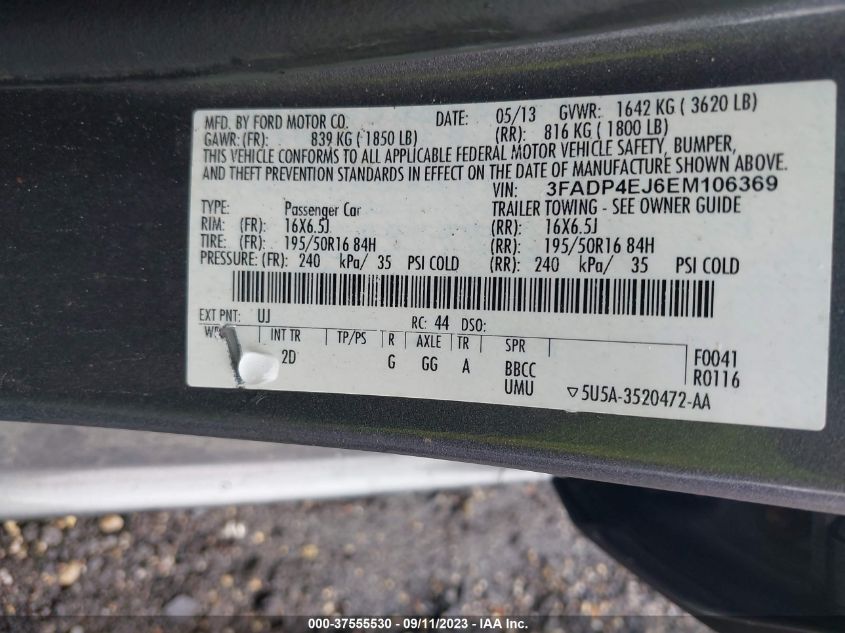 MFD. BY FORD MOTOR CO. DATE: 05/13 GVWR: 1642 KG ( 3620 LB)
GAWR: (FR): 839 KG ( 1850 LB) (RR): 816 KG ( 1800 LB)
THIS VEHICLE CONFORMS TO ALL APPLICABLE FEDERAL MOTOR VEHICLE SAFETY, BUMPER,
AND THEFT PREVENTION STANDARDS IN EFFECT ON THE DATE OF MANUFACTURE SHOWN ABOVE.
VIN: 3FADP4EJ6EM106369
TYPE: Passenger Car TRAILER TOWING - SEE OWNER GUIDE
RIM: (FR): 16X6.5J (RR): 16X6.5J
TIRE: (FR): 195/50R16 84H (RR): 195/50R16 84H
PRESSURE: (FR): 240 kPa/ 35 PSI COLD (RR): 240 kPa/ 35 PSI COLD
EXT PNT: UJ RC: 44 DSO:
INT TR TP/PS R AXLE TR SPR
2D G GG A BBCC F0041
UMU R0116
5U5A-3520472-AA
000-37555530 - 09/11/2023 - IAA Inc.